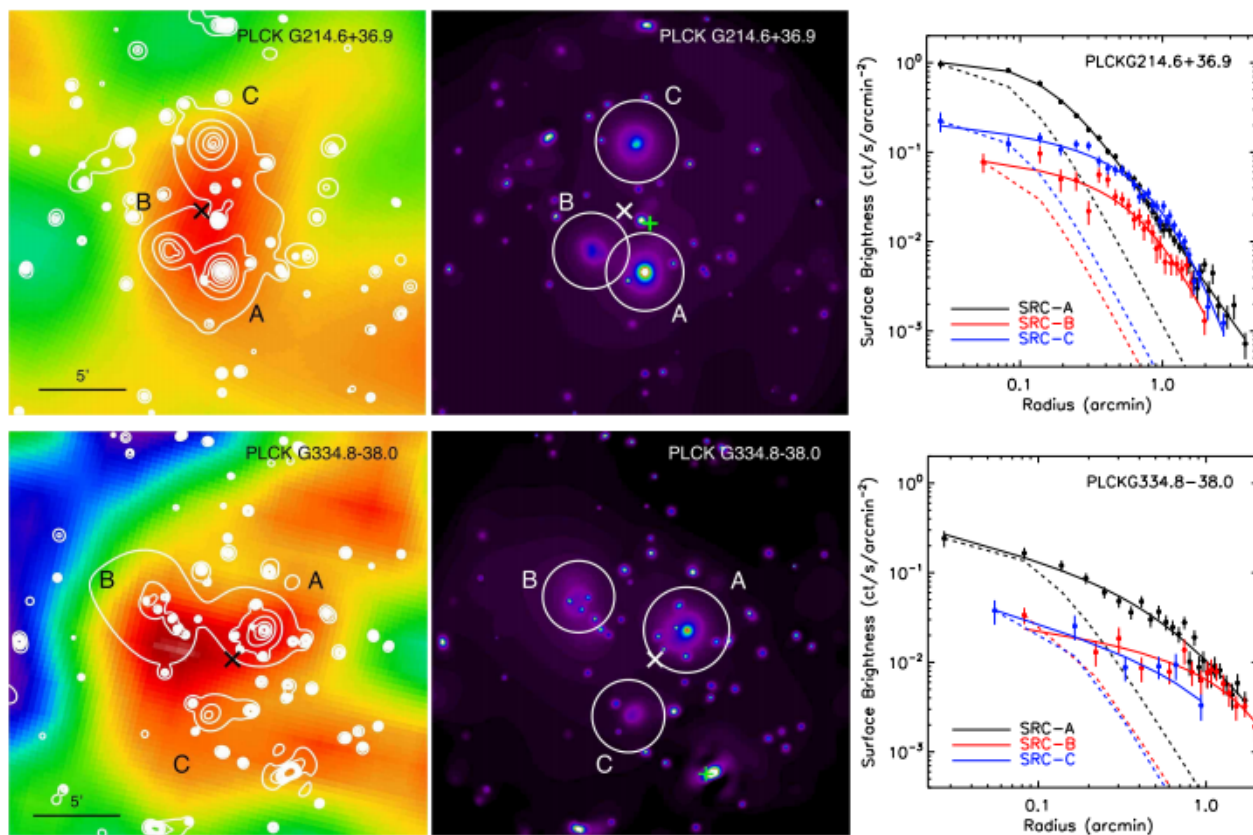 PLCK G214.6+36.9
C
B
A
5'
PLCK G214.6+36.9
C
B
A
PLCKG214.6+36.9
10⁰
10⁻¹
10⁻²
10⁻³
Surface Brightness (ct/s/arcmin⁻²)
SRC-A
SRC-B
SRC-C
0.1
1.0
Radius (arcmin)
PLCK G334.8-38.0
B
A
C
5'
PLCK G334.8-38.0
B
A
C
PLCKG334.8−38.0
10⁰
10⁻¹
10⁻²
10⁻³
Surface Brightness (ct/s/arcmin⁻²)
SRC-A
SRC-B
SRC-C
0.1
1.0
Radius (arcmin)